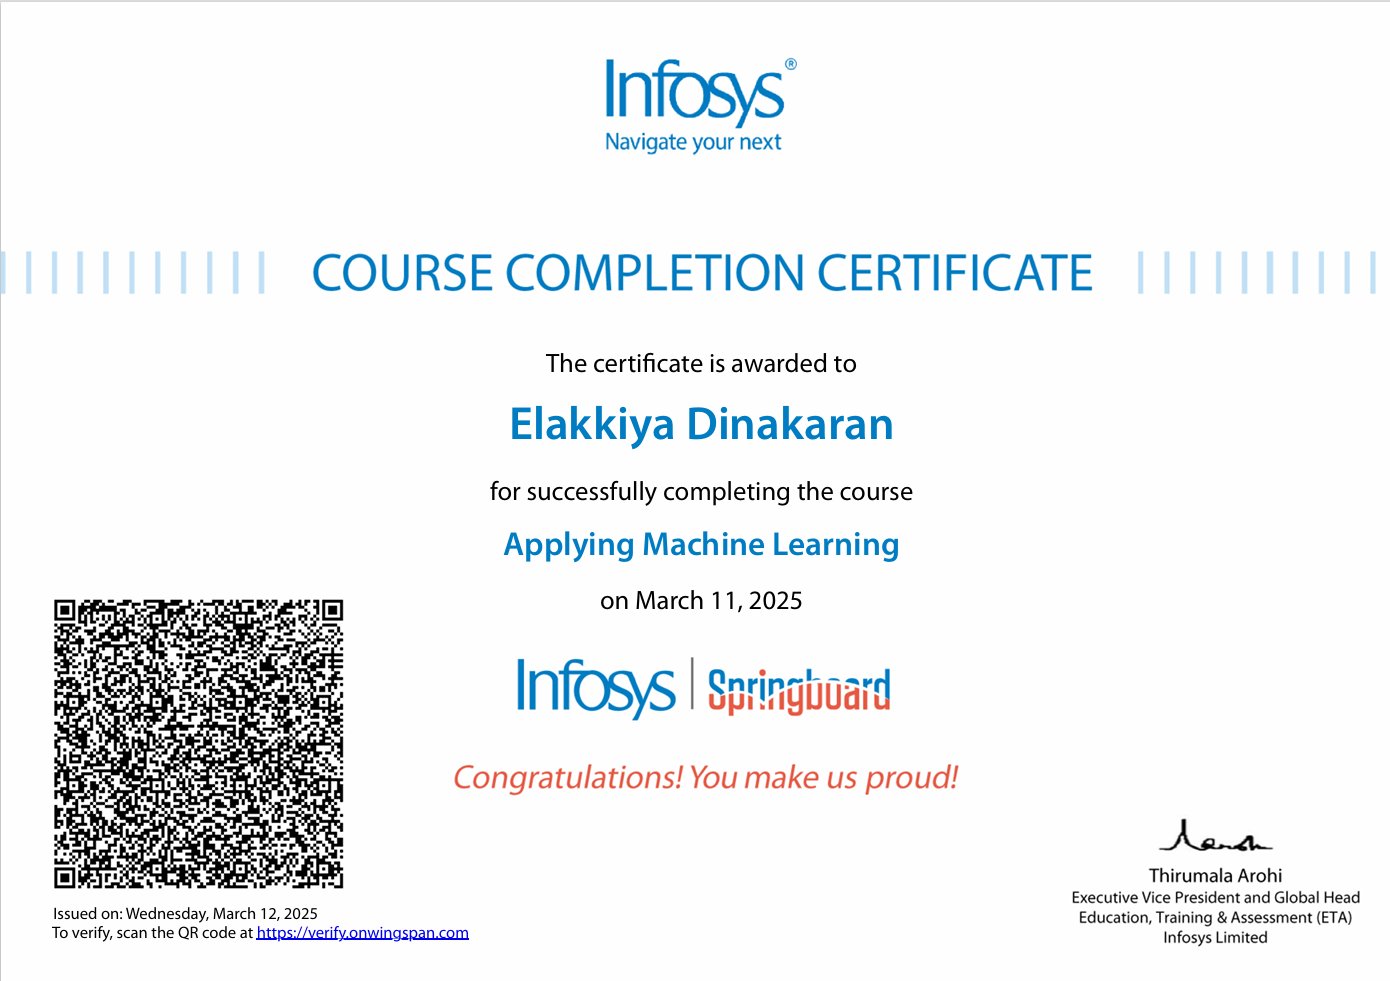 Infosys®
Navigate your next
COURSE COMPLETION CERTIFICATE
The certificate is awarded to
Elakkiya Dinakaran
for successfully completing the course
Applying Machine Learning
on March 11, 2025
Infosys | Springboard
Congratulations! You make us proud!
Issued on: Wednesday, March 12, 2025
To verify, scan the QR code at https://verify.onwingspan.com
Thirumala Arohi
Executive Vice President and Global Head
Education, Training & Assessment (ETA)
Infosys Limited